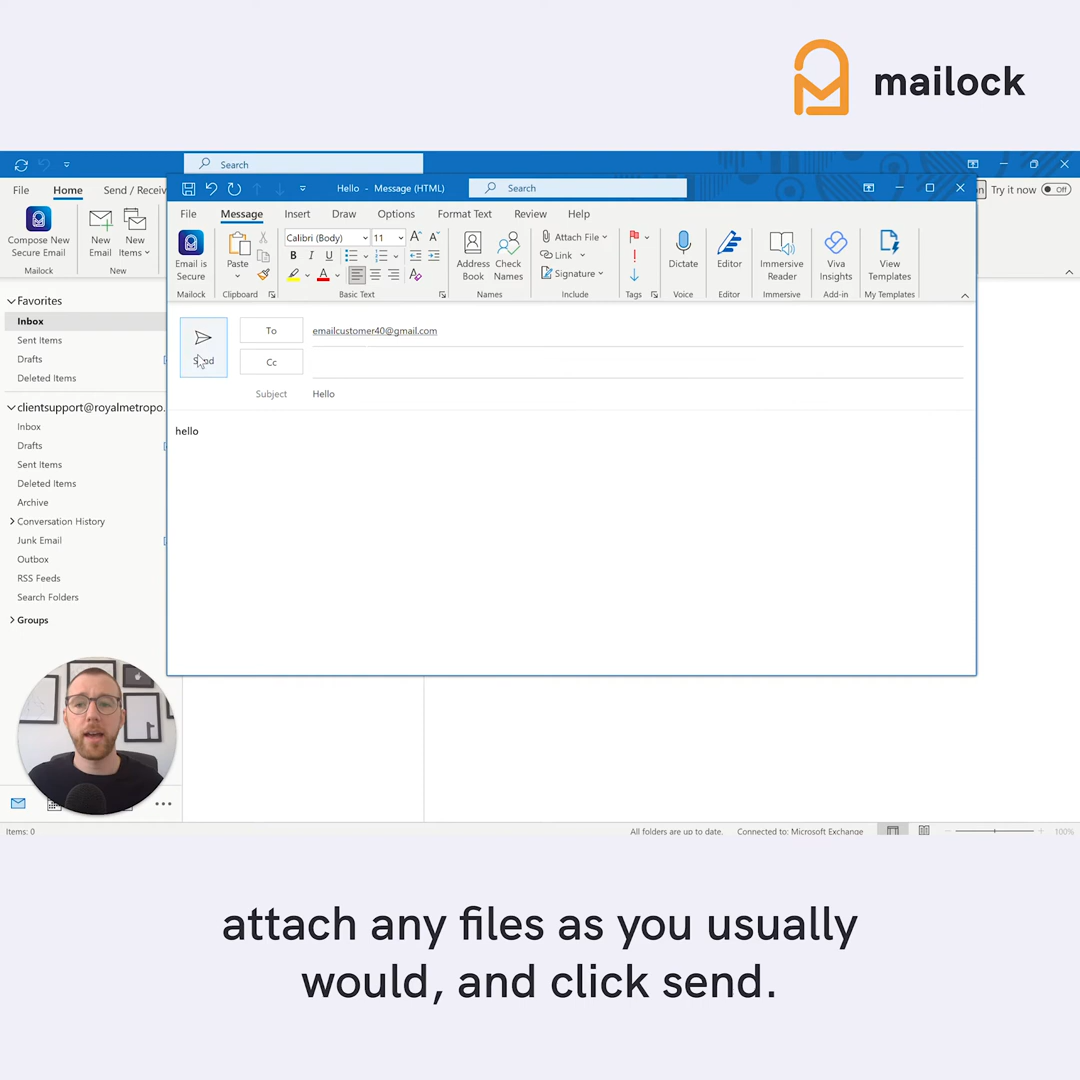 mailock
Search
Hello - Message (HTML)
Search
File
Home
Send / Receiv
Try it now
Off
File
Message
Insert
Draw
Options
Format Text
Review
Help
Compose New
Secure Email
Mailock
New
Email
New
Items
New
Email is
Secure
Mailock
Paste
Clipboard
Calibri (Body)
11
B I U
Basic Text
Address
Book
Check
Names
Names
Attach File
Link
Signature
Include
Tags
Dictate
Voice
Editor
Editor
Immersive
Reader
Immersive
Viva
Insights
Add-in
View
Templates
My Templates
Favorites
Inbox
Sent Items
Drafts
Deleted Items
clientsupport@royalmetropo.
Inbox
Drafts
Sent Items
Deleted Items
Archive
Conversation History
Junk Email
Outbox
RSS Feeds
Search Folders
Groups
Send
To
emailcustomer40@gmail.com
Cc
Subject
Hello
hello
Items: 0
All folders are up to date.
Connected to: Microsoft Exchange
100%
attach any files as you usually
would, and click send.